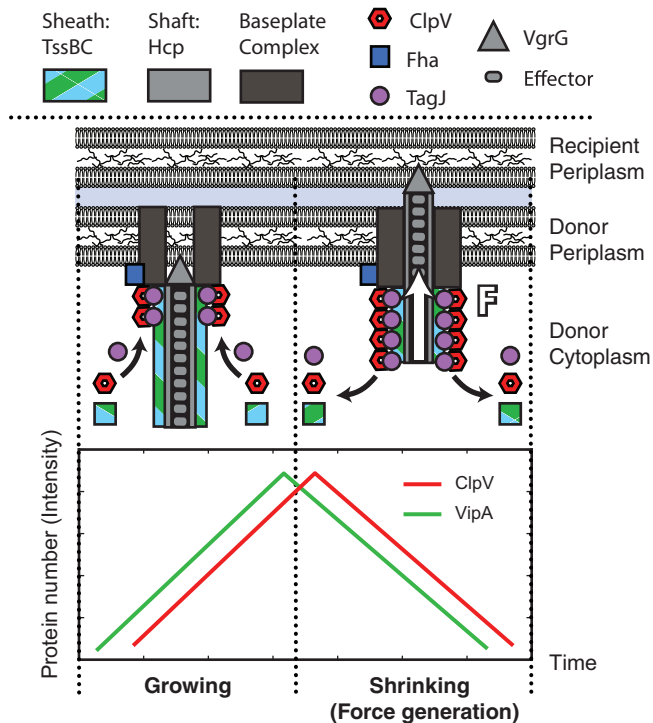 Sheath:
TssBC
Shaft:
Hcp
Baseplate
Complex
ClpV
Fha
TagJ
VgrG
Effector
Recipient
Periplasm
Donor
Periplasm
F
Donor
Cytoplasm
Protein number (Intensity)
ClpV
VipA
Time
Growing
Shrinking
(Force generation)